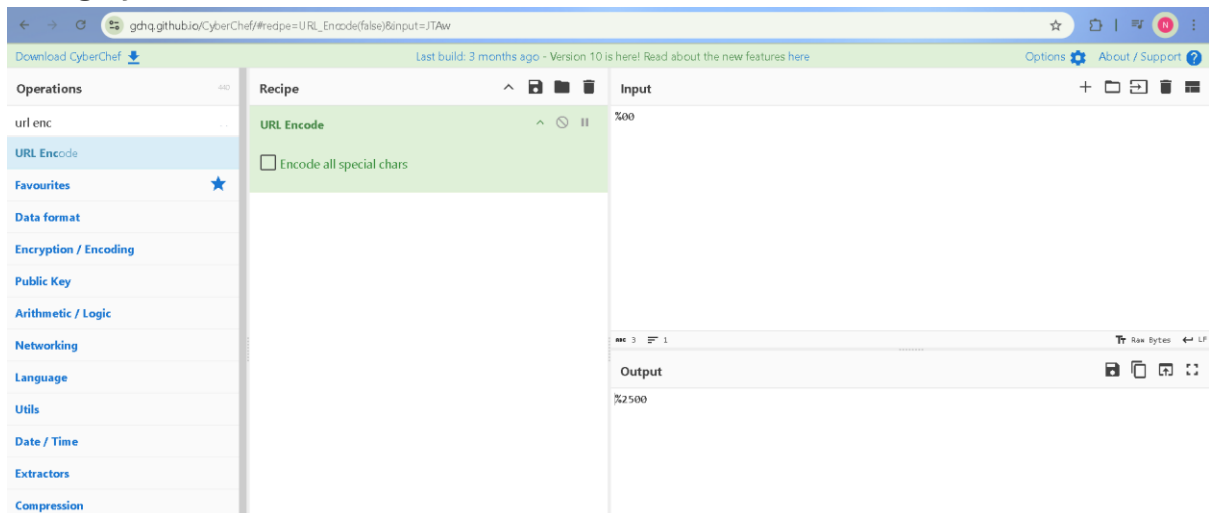 gchq.github.io/CyberChef/#recipe=URL_Encode(false)&input=JTAw
N
Download CyberChef
Last build: 3 months ago - Version 10 is here! Read about the new features here
Options
About / Support
Operations
440
Recipe
Input
url enc
URL Encode
Favourites
Data format
Encryption / Encoding
Public Key
Arithmetic / Logic
Networking
Language
Utils
Date / Time
Extractors
Compression
URL Encode
Encode all special chars
%00
ABC 3 1
Tт Raw Bytes LF
Output
%2500